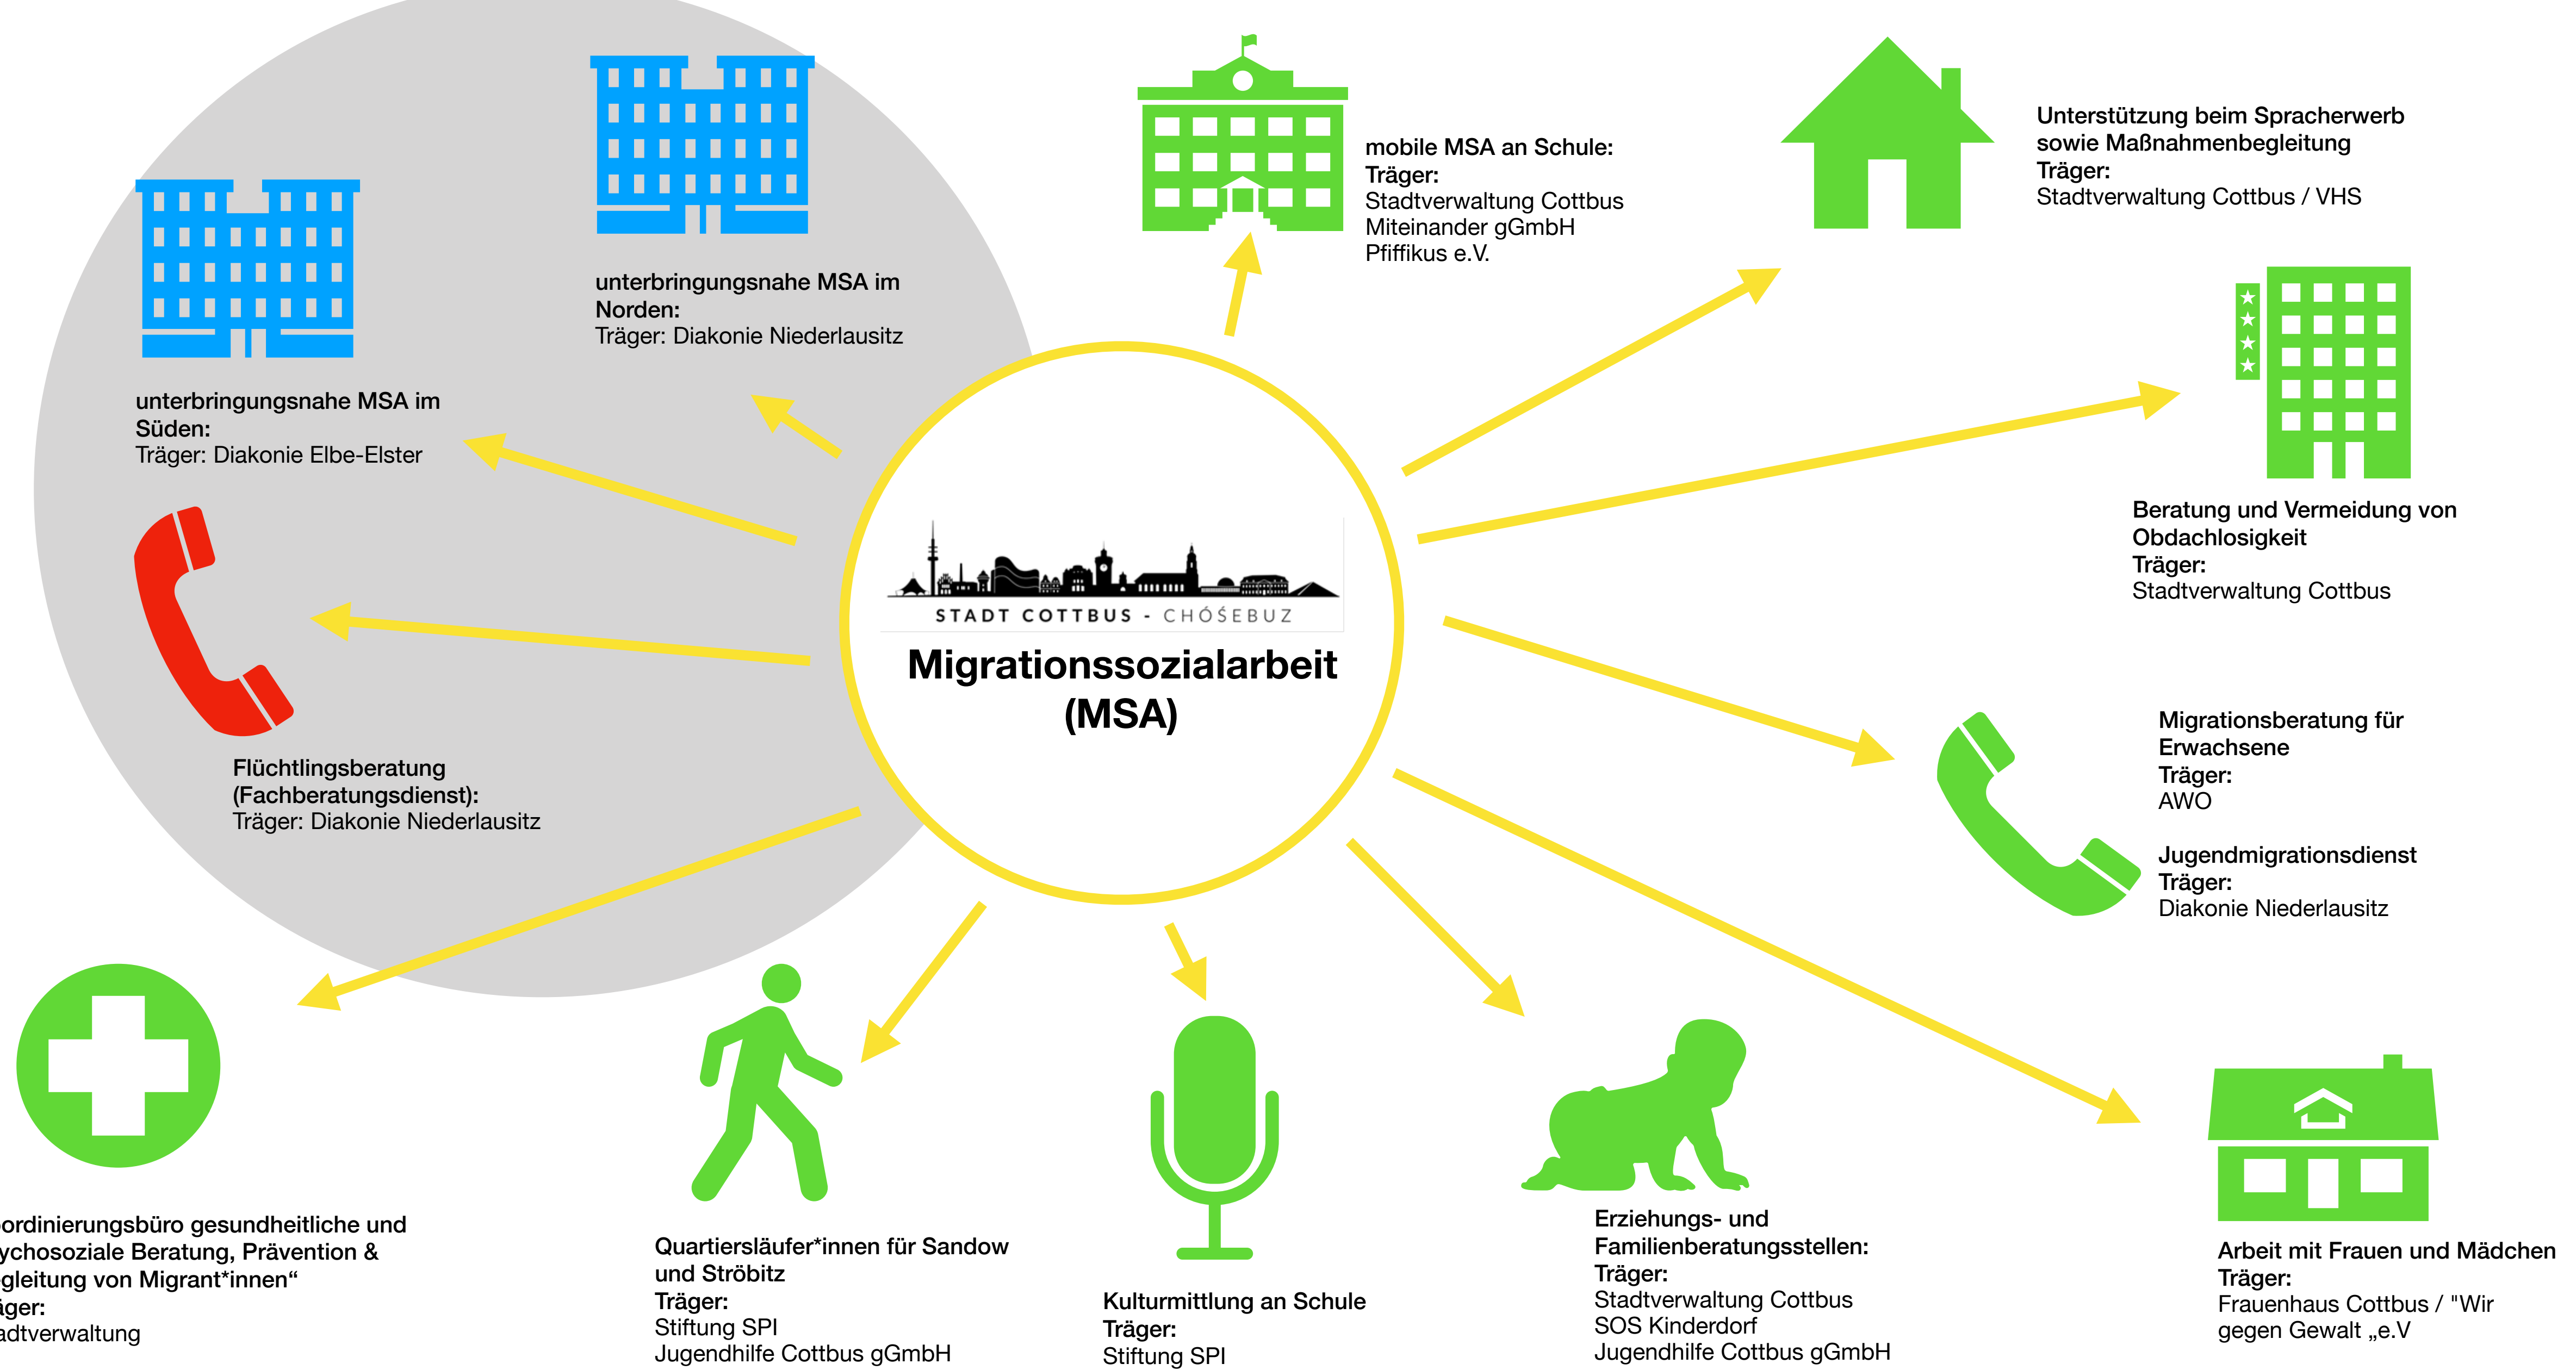 unterbringungsnahe MSA im
Norden:
Träger: Diakonie Niederlausitz
unterbringungsnahe MSA im
Süden:
Träger: Diakonie Elbe-Elster
mobile MSA an Schule:
Träger:
Stadtverwaltung Cottbus
Miteinander gGmbH
Pfiffikus e.V.
Unterstützung beim Spracherwerb
sowie Maßnahmenbegleitung
Träger:
Stadtverwaltung Cottbus / VHS
Beratung und Vermeidung von
Obdachlosigkeit
Träger:
Stadtverwaltung Cottbus
STADT COTTBUS - CHÓŚEBUZ
Migrationssozialarbeit
(MSA)
Flüchtlingsberatung
(Fachberatungsdienst):
Träger: Diakonie Niederlausitz
Migrationsberatung für
Erwachsene
Träger:
AWO
Jugendmigrationsdienst
Träger:
Diakonie Niederlausitz
ordinierungsbüro gesundheitliche und
ychosoziale Beratung, Prävention &
gleitung von Migrant*innen“
äger:
adtverwaltung
Quartiersläufer*innen für Sandow
und Ströbitz
Träger:
Stiftung SPI
Jugendhilfe Cottbus gGmbH
Kulturmittlung an Schule
Träger:
Stiftung SPI
Erziehungs- und
Familienberatungsstellen:
Träger:
Stadtverwaltung Cottbus
SOS Kinderdorf
Jugendhilfe Cottbus gGmbH
Arbeit mit Frauen und Mädchen
Träger:
Frauenhaus Cottbus / "Wir
gegen Gewalt „e.V